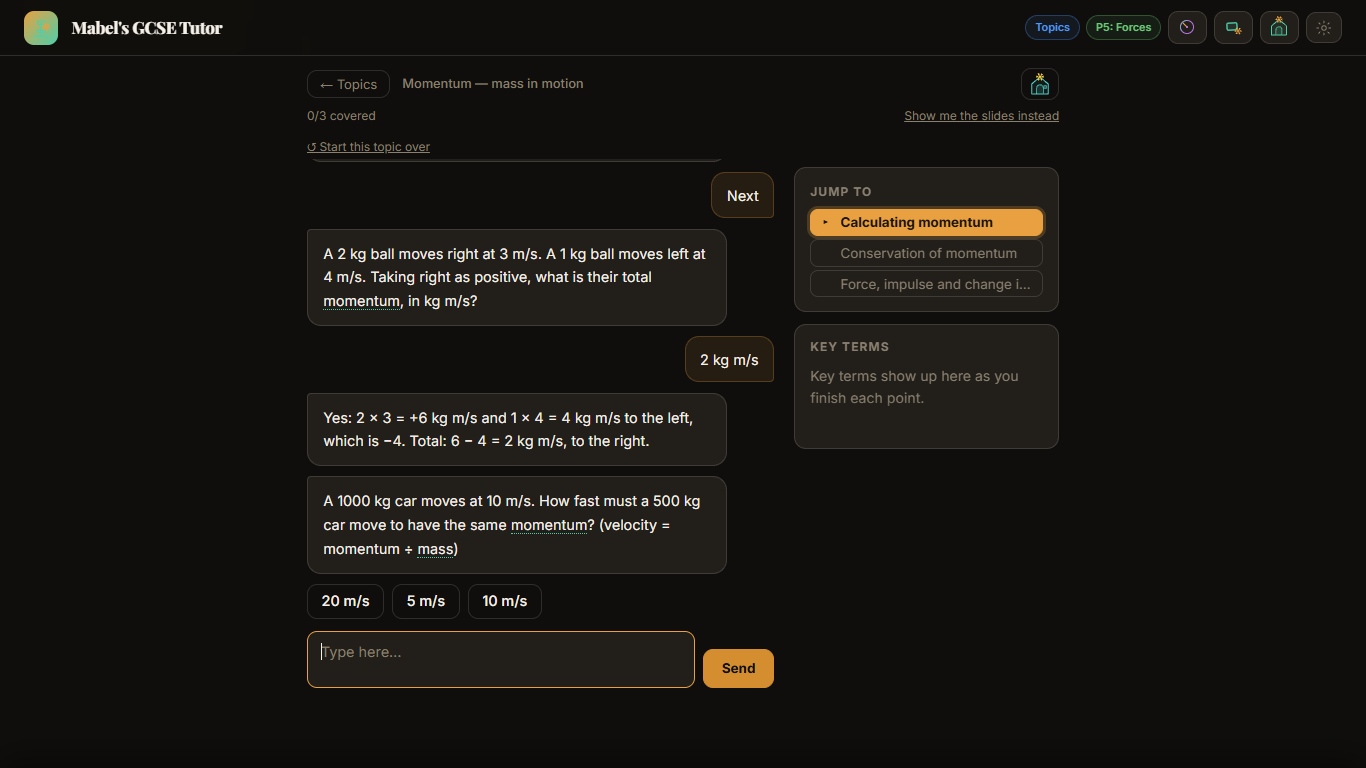 Mabel's GCSE Tutor
Topics
P5: Forces
← Topics
Momentum — mass in motion
0/3 covered
Show me the slides instead
↺ Start this topic over
Next
A 2 kg ball moves right at 3 m/s. A 1 kg ball moves left at
4 m/s. Taking right as positive, what is their total
momentum, in kg m/s?
2 kg m/s
Yes: 2 × 3 = +6 kg m/s and 1 × 4 = 4 kg m/s to the left,
which is −4. Total: 6 − 4 = 2 kg m/s, to the right.
A 1000 kg car moves at 10 m/s. How fast must a 500 kg
car move to have the same momentum? (velocity =
momentum ÷ mass)
20 m/s
5 m/s
10 m/s
Type here...
Send
JUMP TO
‣ Calculating momentum
Conservation of momentum
Force, impulse and change i...
KEY TERMS
Key terms show up here as you
finish each point.